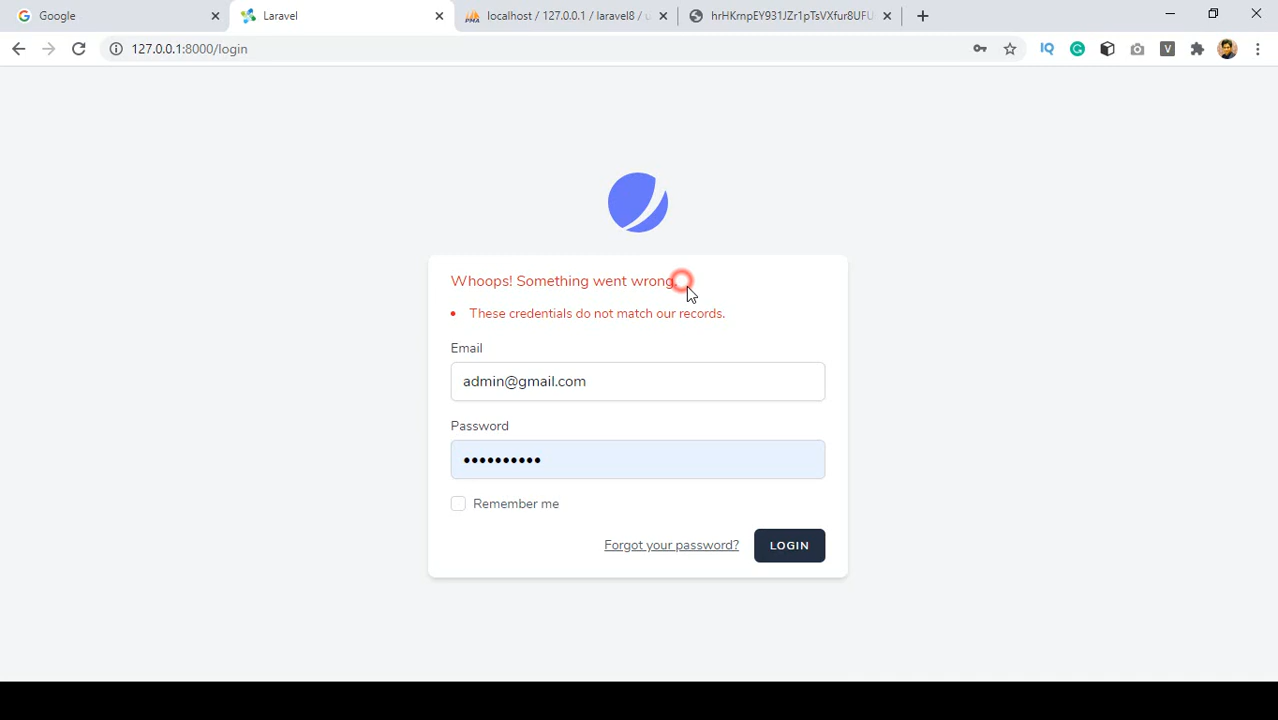 Google
Laravel
localhost / 127.0.0.1 / laravel8 / u
hrHKmpEY931JZr1pTsVXfur8UFU
127.0.0.1:8000/login
Whoops! Something went wrong.
These credentials do not match our records.
Email
admin@gmail.com
Password
Remember me
Forgot your password?
LOGIN